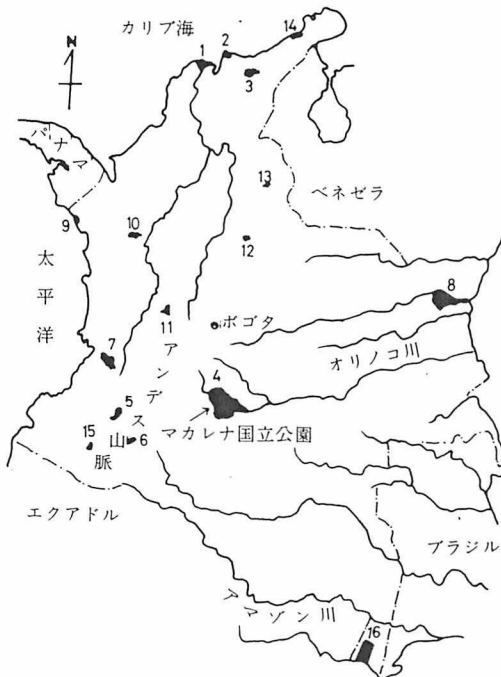 カリブ海
N
14
1
2
3
パナマ
ベネゼラ
13
9
10
12
太平洋
8
ボゴタ
11
オリノコ川
7
アンデス山脈
4
マカレナ国立公園
5
15
6
エクアドル
ブラジル
アマゾン川
16